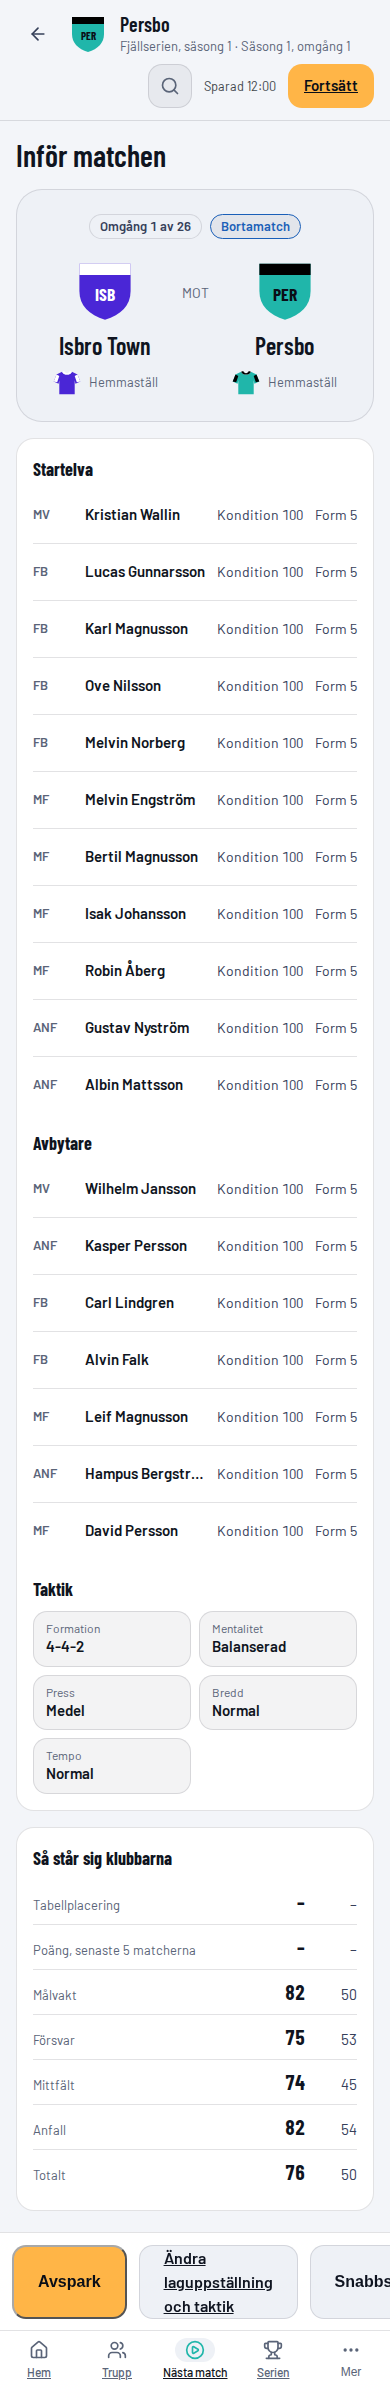 PER
Persbo
Fjällserien, säsong 1 · Säsong 1, omgång 1
Sparad 12:00
Fortsätt
Inför matchen
Omgång 1 av 26
Bortamatch
ISB
MOT
PER
Isbro Town
Persbo
Hemmaställ
Hemmaställ
Startelva
MV Kristian Wallin Kondition 100 Form 5
FB Lucas Gunnarsson Kondition 100 Form 5
FB Karl Magnusson Kondition 100 Form 5
FB Ove Nilsson Kondition 100 Form 5
FB Melvin Norberg Kondition 100 Form 5
MF Melvin Engström Kondition 100 Form 5
MF Bertil Magnusson Kondition 100 Form 5
MF Isak Johansson Kondition 100 Form 5
MF Robin Åberg Kondition 100 Form 5
ANF Gustav Nyström Kondition 100 Form 5
ANF Albin Mattsson Kondition 100 Form 5
Avbytare
MV Wilhelm Jansson Kondition 100 Form 5
ANF Kasper Persson Kondition 100 Form 5
FB Carl Lindgren Kondition 100 Form 5
FB Alvin Falk Kondition 100 Form 5
MF Leif Magnusson Kondition 100 Form 5
ANF Hampus Bergstr... Kondition 100 Form 5
MF David Persson Kondition 100 Form 5
Taktik
Formation
4-4-2
Mentalitet
Balanserad
Press
Medel
Bredd
Normal
Tempo
Normal
Så står sig klubbarna
Tabellplacering – –
Poäng, senaste 5 matcherna – –
Målvakt 82 50
Försvar 75 53
Mittfält 74 45
Anfall 82 54
Totalt 76 50
Avspark
Ändra
laguppställning
och taktik
Snabbs
Hem
Trupp
Nästa match
Serien
Mer